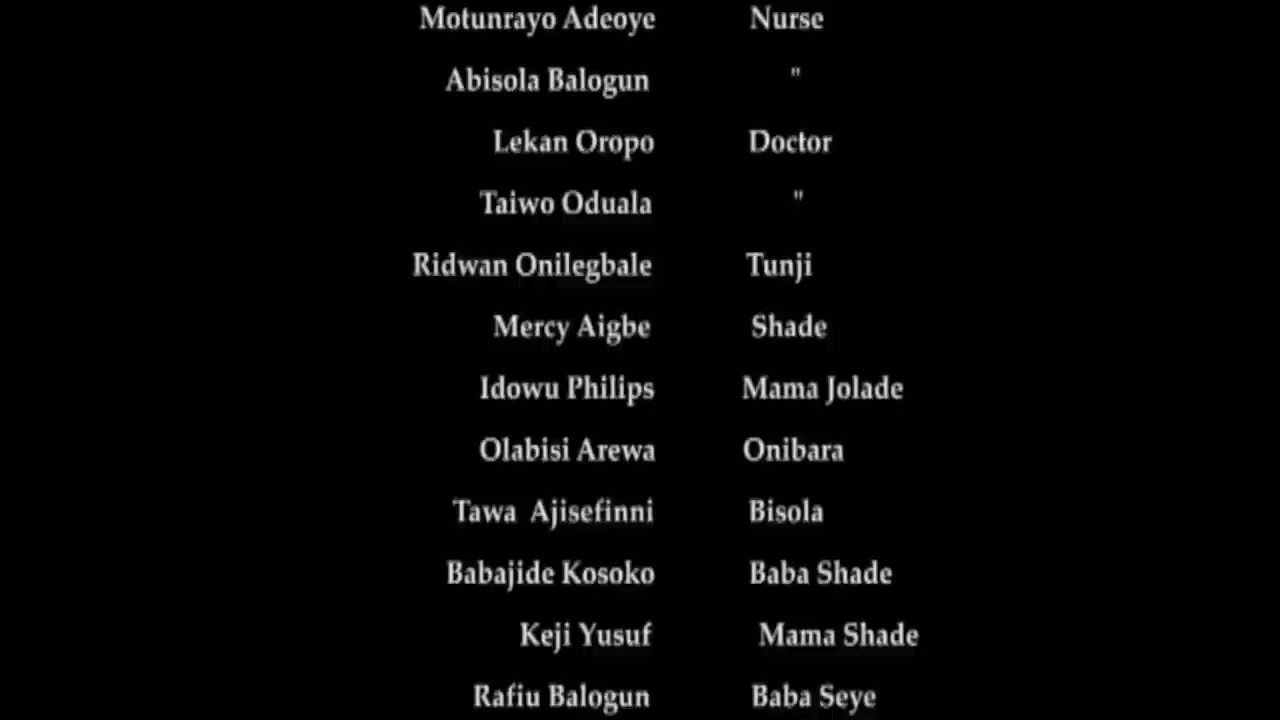 Motunrayo Adeoye Nurse
Abisola Balogun "
Lekan Oropo Doctor
Taiwo Oduala "
Ridwan Onilegbale Tunji
Mercy Aigbe Shade
Idowu Philips Mama Jolade
Olabisi Arewa Onibara
Tawa Ajisefinni Bisola
Babajide Kosoko Baba Shade
Keji Yusuf Mama Shade
Rafiu Balogun Baba Seye